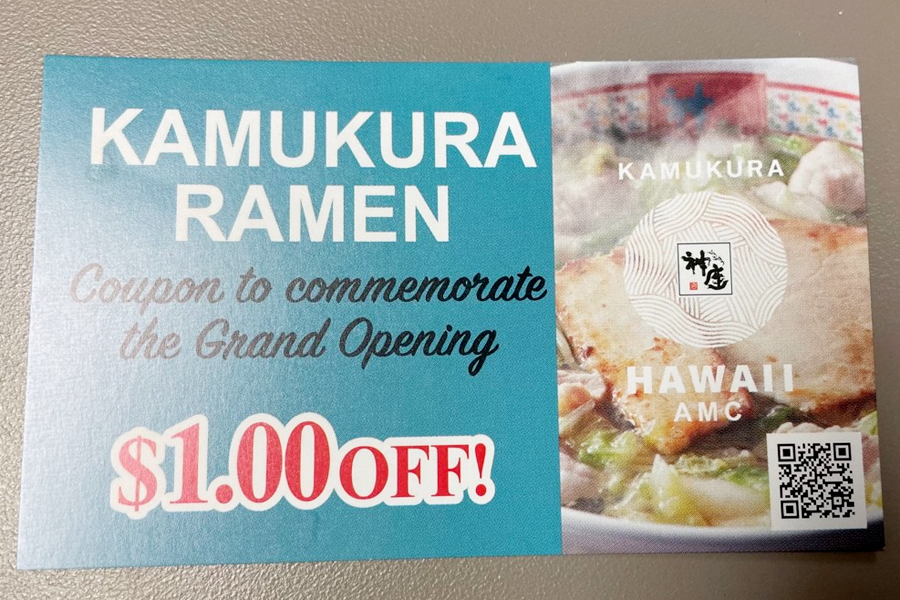 KAMUKURA
RAMEN
Coupon to commemorate
the Grand Opening
$1.00 OFF!
KAMUKURA
神座
HAWAII
AMC